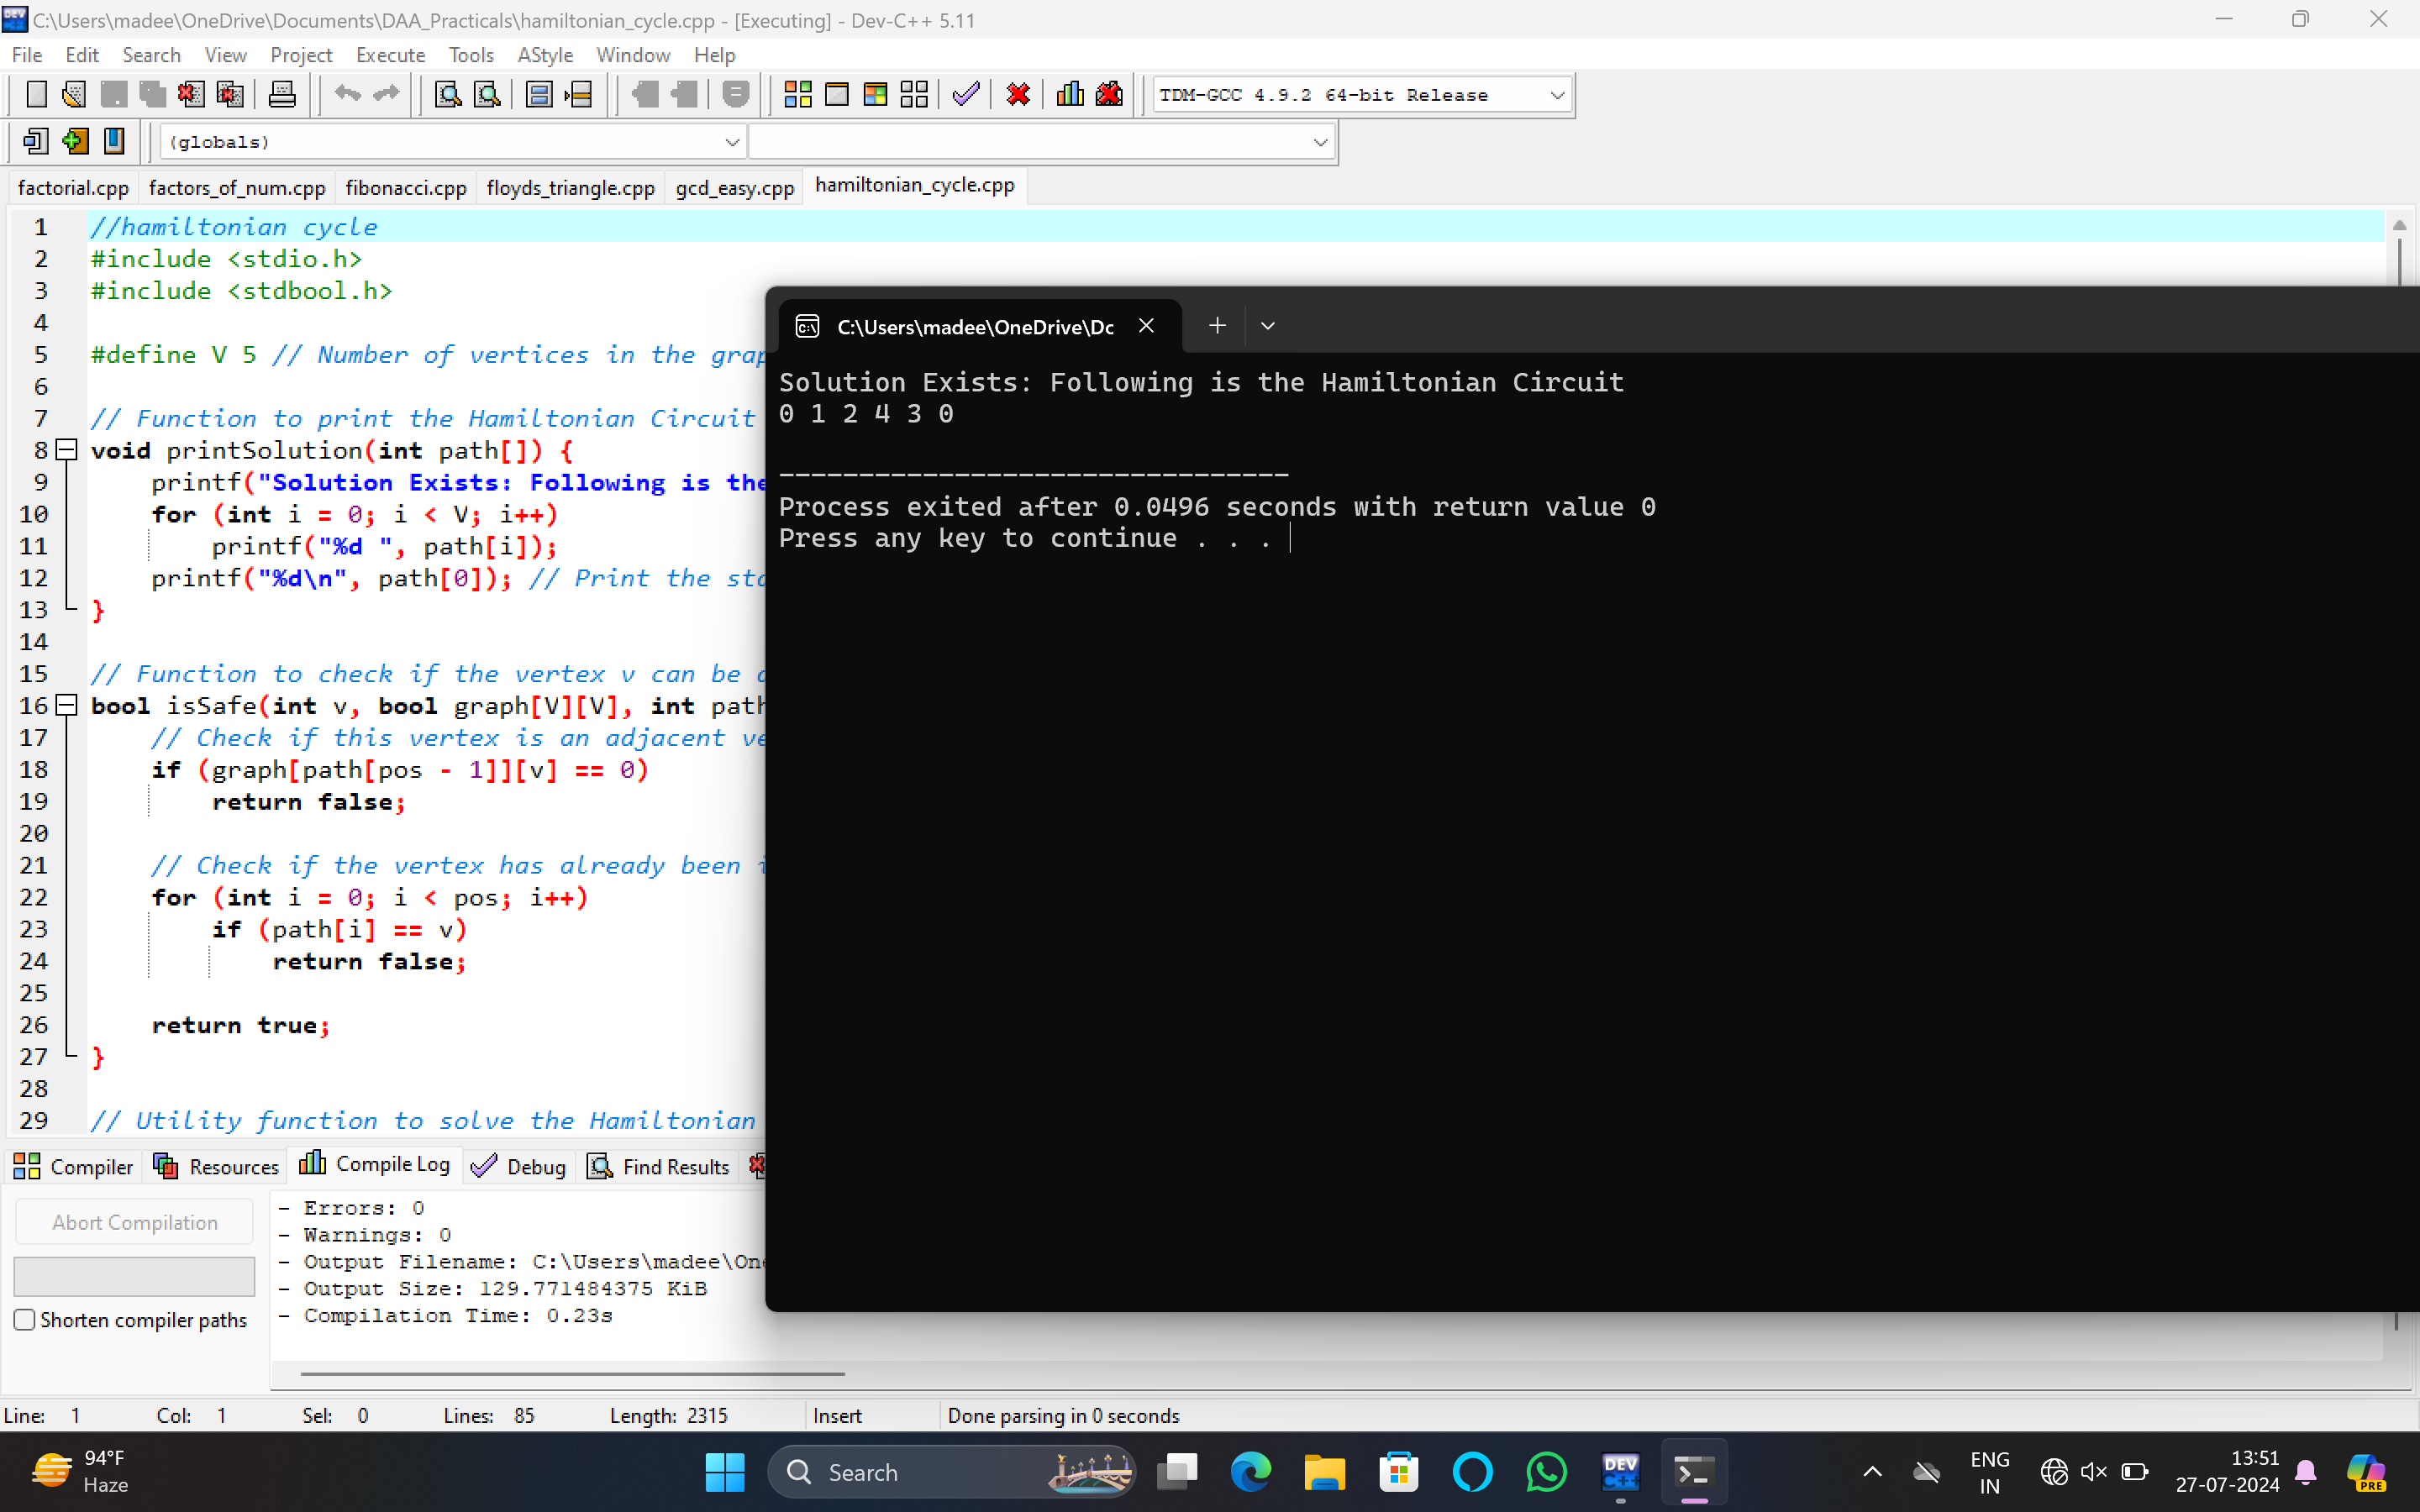 C:\Users\madee\OneDrive\Documents\DAA_Practicals\hamiltonian_cycle.cpp - [Executing] - Dev-C++ 5.11
File Edit Search View Project Execute Tools AStyle Window Help
TDM-GCC 4.9.2 64-bit Release
(globals)
factorial.cpp factors_of_num.cpp fibonacci.cpp floyds_triangle.cpp gcd_easy.cpp hamiltonian_cycle.cpp
1 //hamiltonian cycle
2 #include <stdio.h>
3 #include <stdbool.h>
4
5 #define V 5 // Number of vertices in the
6
7 // Function to print the Hamiltonian Circuit
8 void printSolution(int path[]) {
9 printf("Solution Exists: Following is the
10 for (int i = 0; i < V; i++)
11 printf("%d ", path[i]);
12 printf("%d\n", path[0]); // Print the
13 }
14
15 // Function to check if the vertex v can be
16 bool isSafe(int v, bool graph[V][V], int path
17 // Check if this vertex is an adjacent
18 if (graph[path[pos - 1]][v] == 0)
19 return false;
20
21 // Check if the vertex has already been
22 for (int i = 0; i < pos; i++)
23 if (path[i] == v)
24 return false;
25
26 return true;
27 }
28
29 // Utility function to solve the Hamiltonian
C:\Users\madee\OneDrive\Dc
Solution Exists: Following is the Hamiltonian Circuit
0 1 2 4 3 0
--------------------------------
Process exited after 0.0496 seconds with return value 0
Press any key to continue . . .
Compiler Resources Compile Log Debug Find Results
Abort Compilation
Shorten compiler paths
- Errors: 0
- Warnings: 0
- Output Filename: C:\Users\madee\One
- Output Size: 129.771484375 KiB
- Compilation Time: 0.23s
Line: 1 Col: 1 Sel: 0 Lines: 85 Length: 2315 Insert Done parsing in 0 seconds
94°F
Haze
Search
DEV
C++
ENG
IN
13:51
27-07-2024
PRE